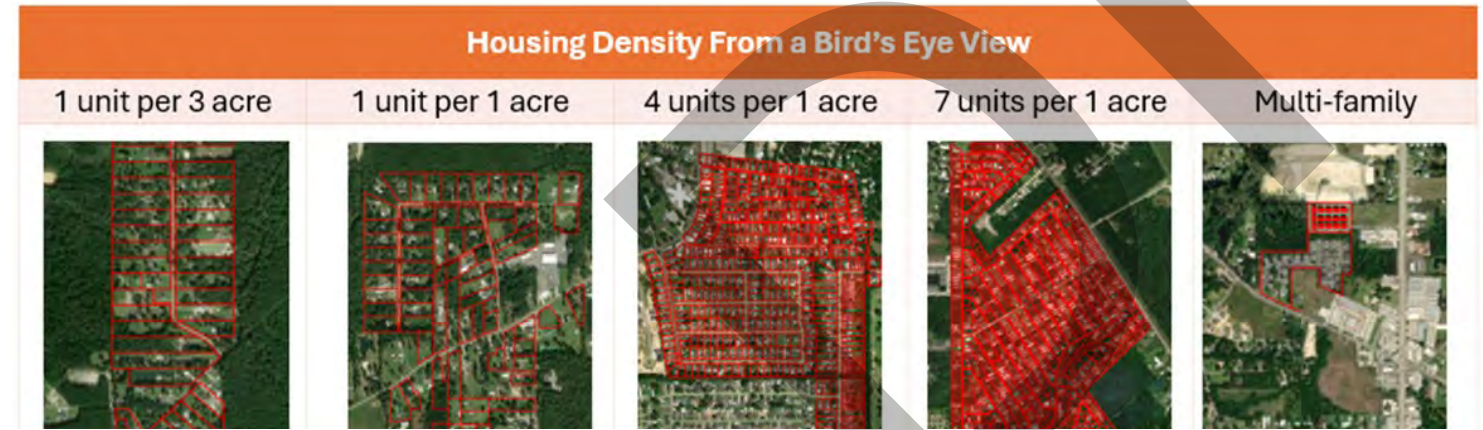 Housing Density From a Bird's Eye View
1 unit per 3 acre
1 unit per 1 acre
4 units per 1 acre
7 units per 1 acre
Multi-family